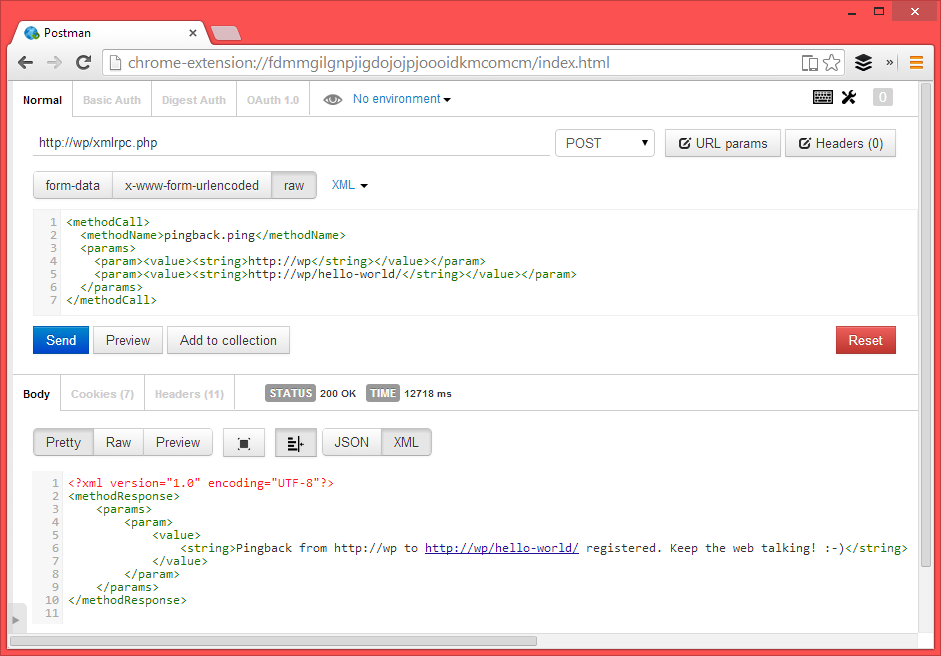 Postman
chrome-extension://fdmmgilgnpjigdojojpjoooidkmcomcm/index.html
Normal Basic Auth Digest Auth OAuth 1.0 No environment 0
http://wp/xmlrpc.php POST URL params Headers (0)
form-data x-www-form-urlencoded raw XML
1 <methodCall>
2 <methodName>pingback.ping</methodName>
3 <params>
4 <param><value><string>http://wp</string></value></param>
5 <param><value><string>http://wp/hello-world/</string></value></param>
6 </params>
7 </methodCall>
Send Preview Add to collection Reset
Body Cookies (7) Headers (11) STATUS 200 OK TIME 12718 ms
Pretty Raw Preview JSON XML
1 <?xml version="1.0" encoding="UTF-8"?>
2 <methodResponse>
3 <params>
4 <param>
5 <value>
6 <string>Pingback from http://wp to http://wp/hello-world/ registered. Keep the web talking! :-)</string>
7 </value>
8 </param>
9 </params>
10 </methodResponse>
11